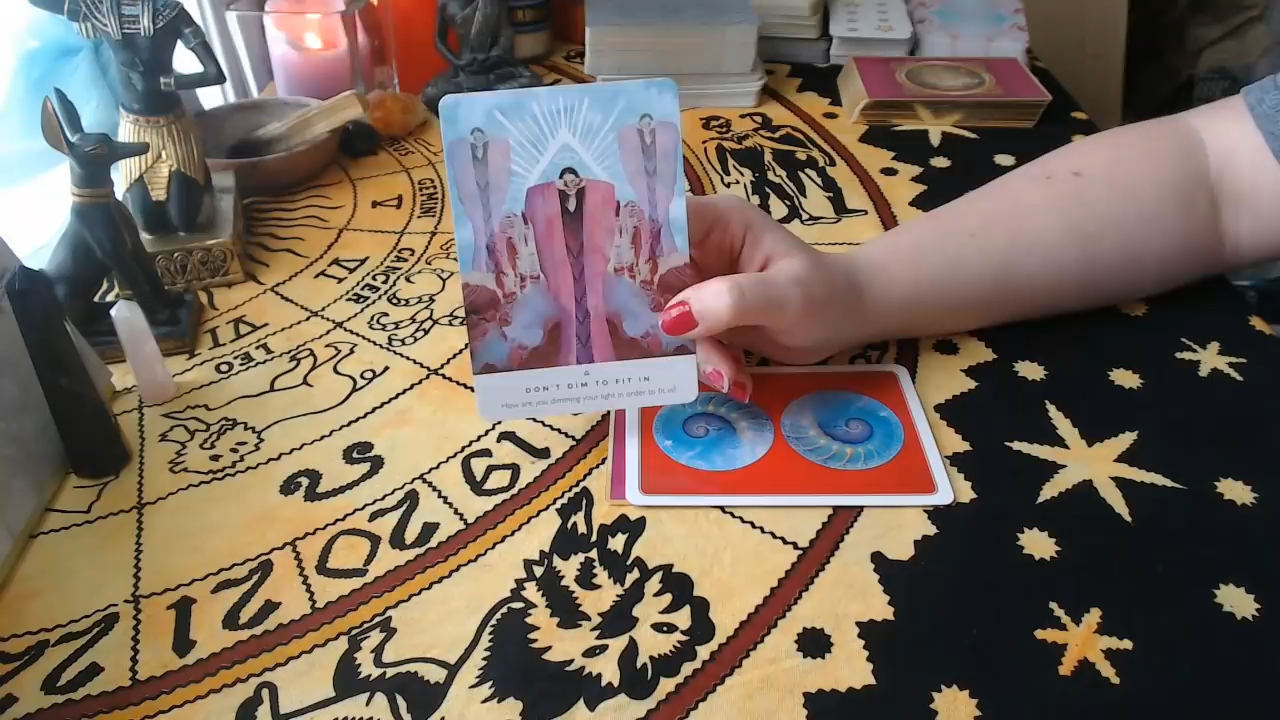 DON'T DIM TO FIT IN
How are you dimming your light in order to fit in?
GEMINI
V
CANCER
VI
VII
LEO
19
20
21
22